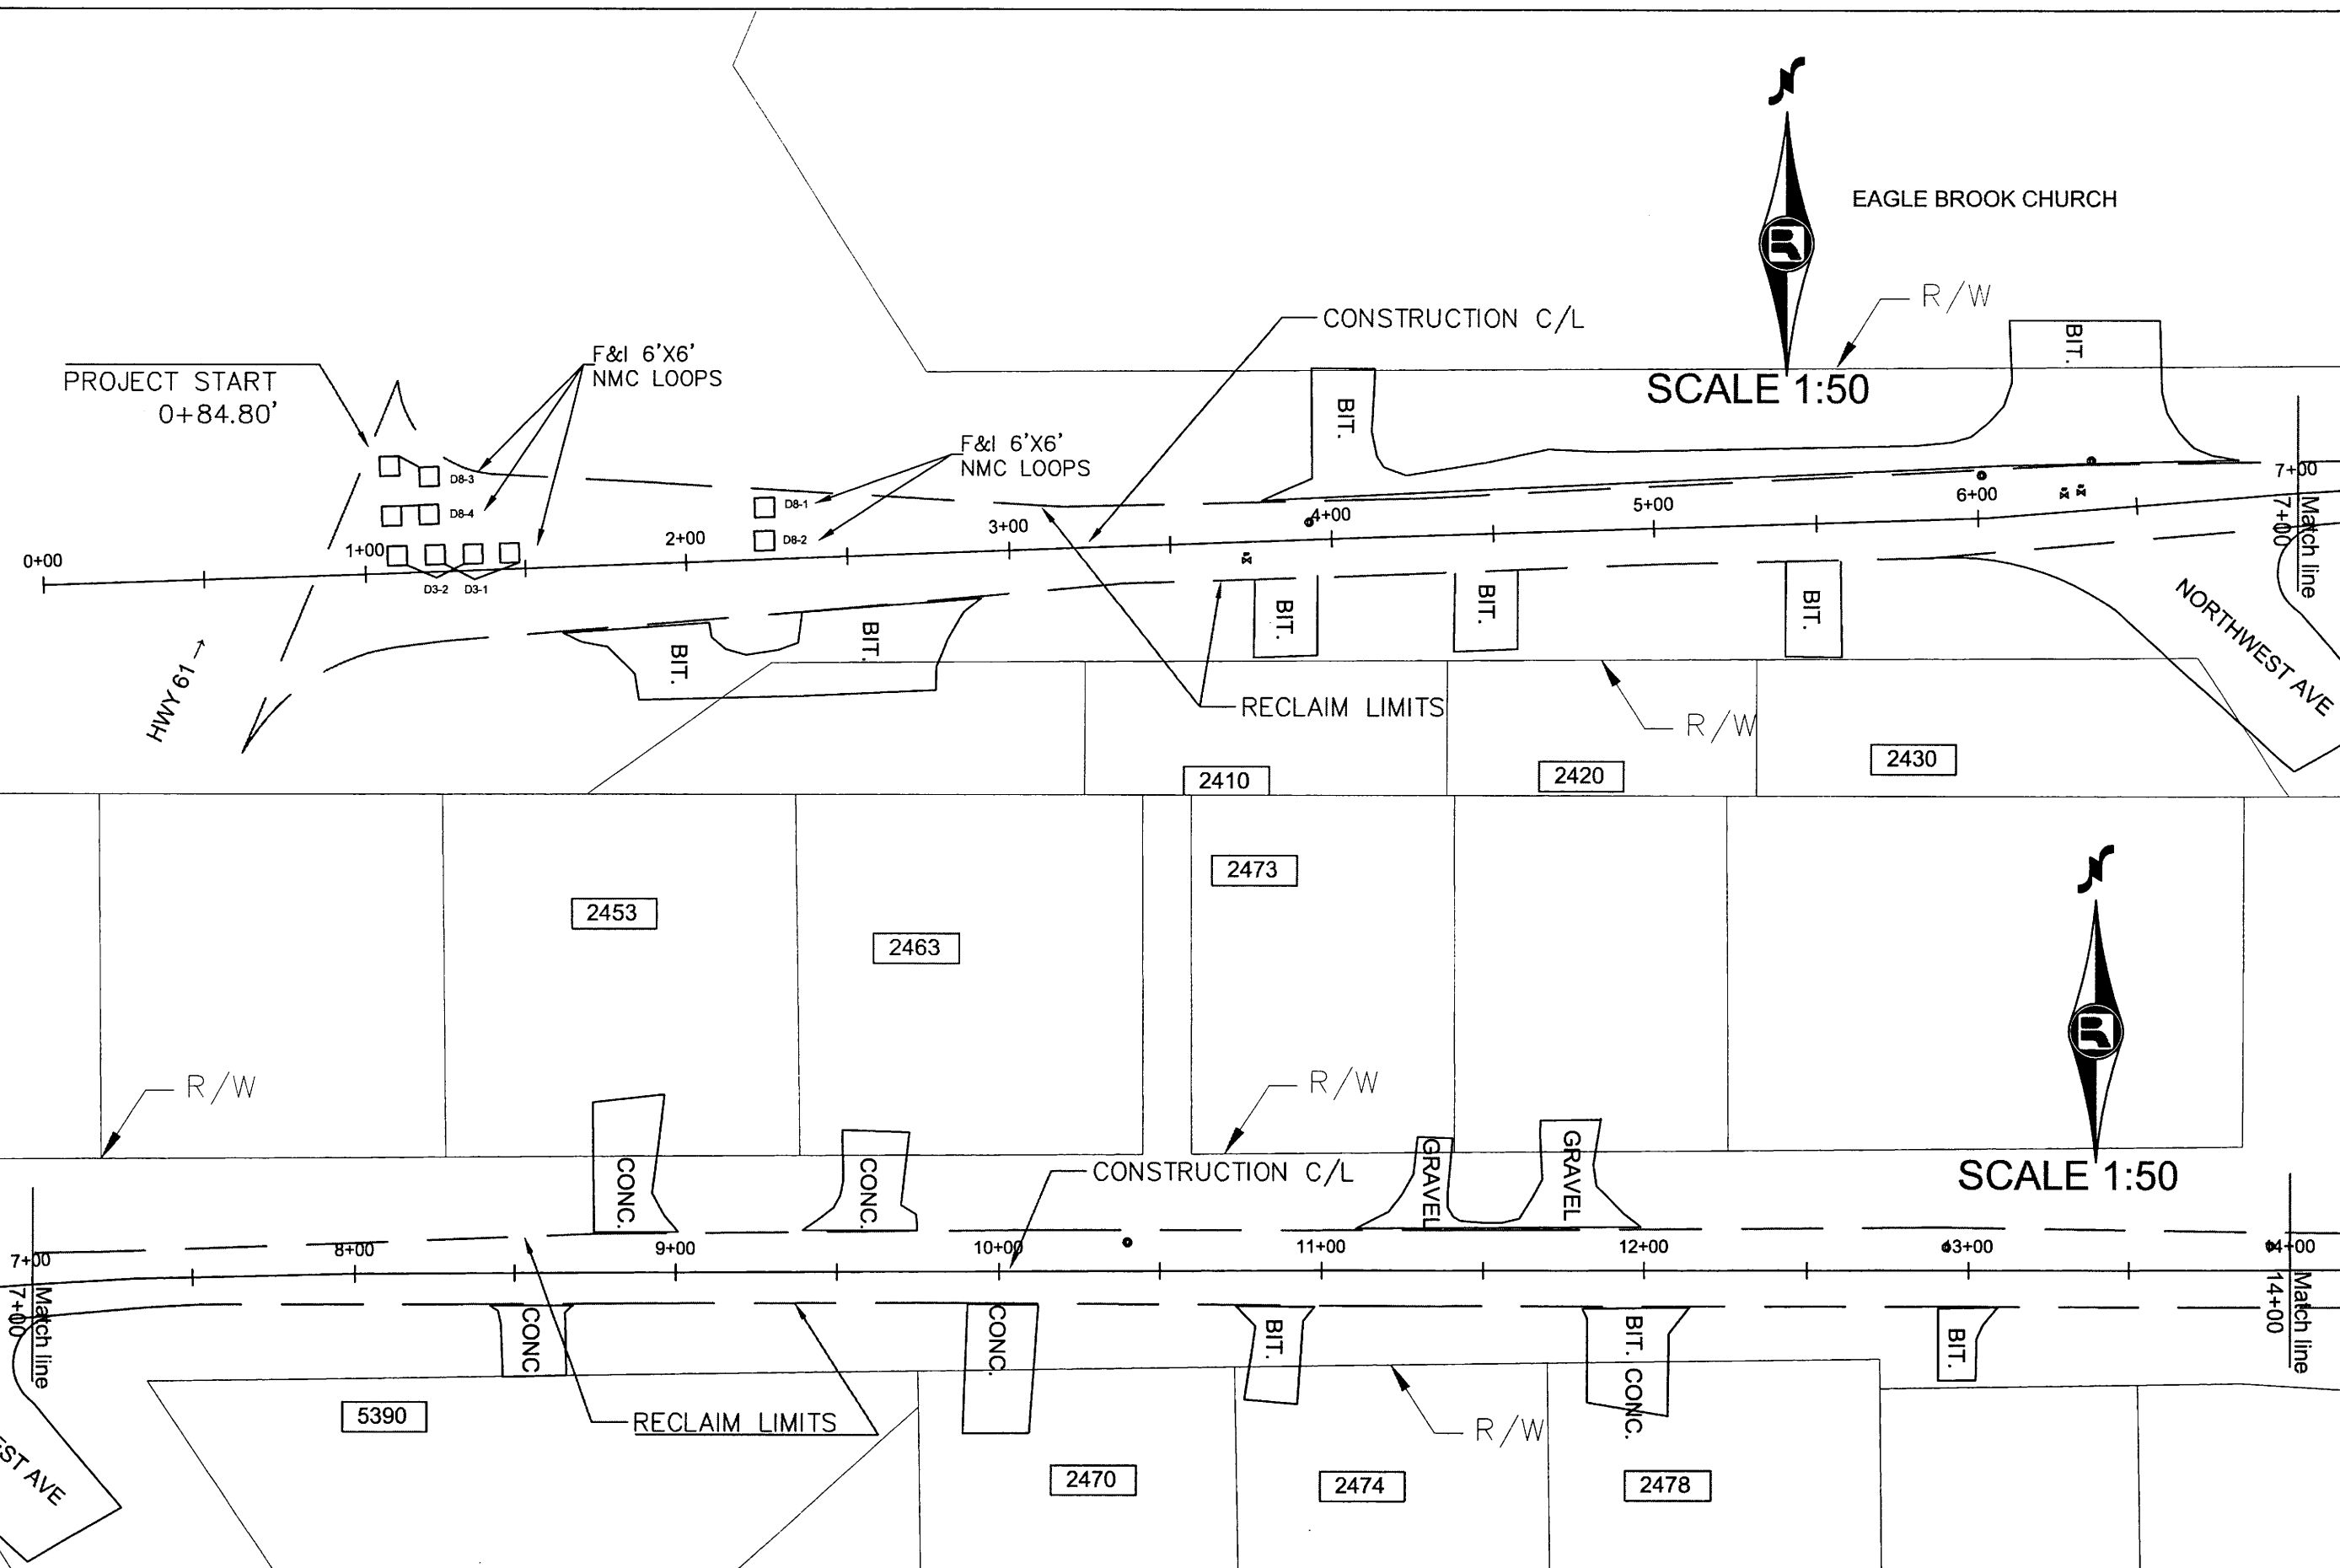 N
EAGLE BROOK CHURCH
R/W
CONSTRUCTION C/L
BIT.
SCALE 1:50
F&I 6'X6'
NMC LOOPS
PROJECT START
0+84.80'
BIT.
F&I 6'X6'
NMC LOOPS
D8-3
D8-4
D8-1
D8-2
0+00
1+00
2+00
3+00
4+00
5+00
6+00
7+00
Match line
7+00
D3-2
D3-1
HWY 61 →
BIT.
BIT.
BIT.
BIT.
BIT.
NORTHWEST AVE
RECLAIM LIMITS
R/W
2410
2420
2430
2453
2463
2473
N
R/W
R/W
CONC.
CONC.
CONSTRUCTION C/L
GRAVEL
GRAVEL
SCALE 1:50
7+00
8+00
9+00
10+00
11+00
12+00
13+00
14+00
Match line
7+00
CONC
CONC.
BIT.
BIT. CONC.
BIT.
Match line
14+00
5390
RECLAIM LIMITS
R/W
EST AVE
2470
2474
2478